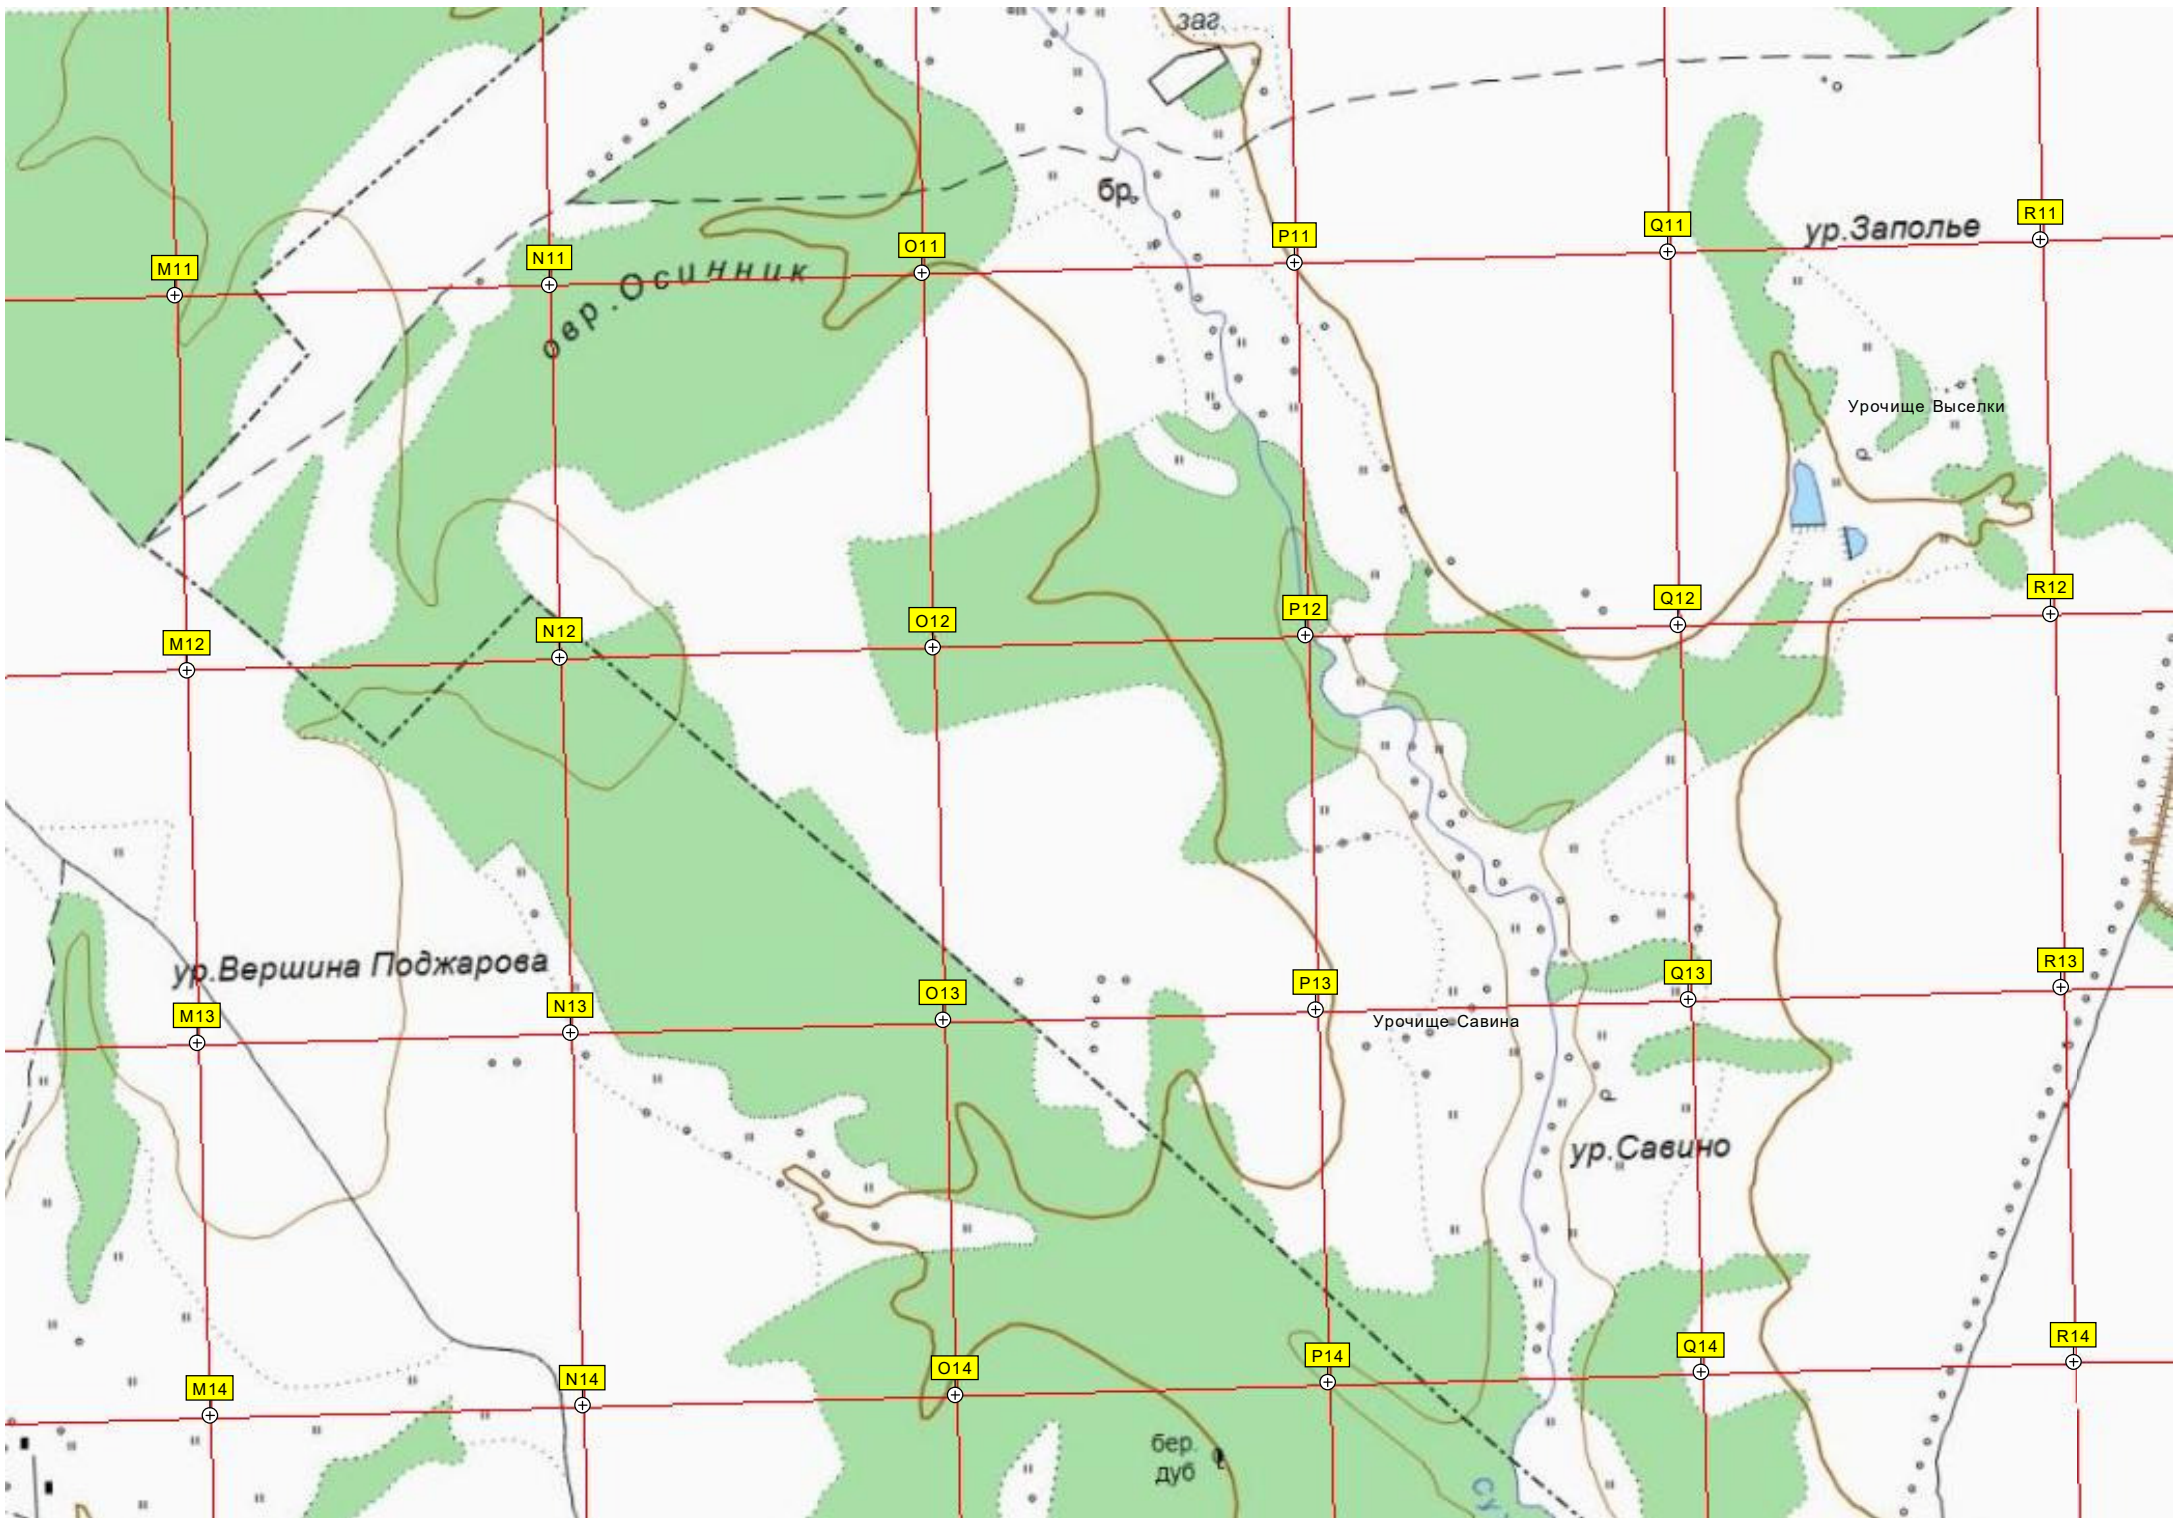 заг.
бр.
ур.Заполье
R11
Q11
P11
O11
N11
M11
овр.Осинник
Урочище Выселки
р
R12
Q12
P12
O12
N12
M12
ур.Вершина Поджарова
R13
Q13
P13
O13
N13
M13
Урочище Савина
р
ур.Савино
R14
Q14
P14
O14
N14
M14
бер.
дуб
су